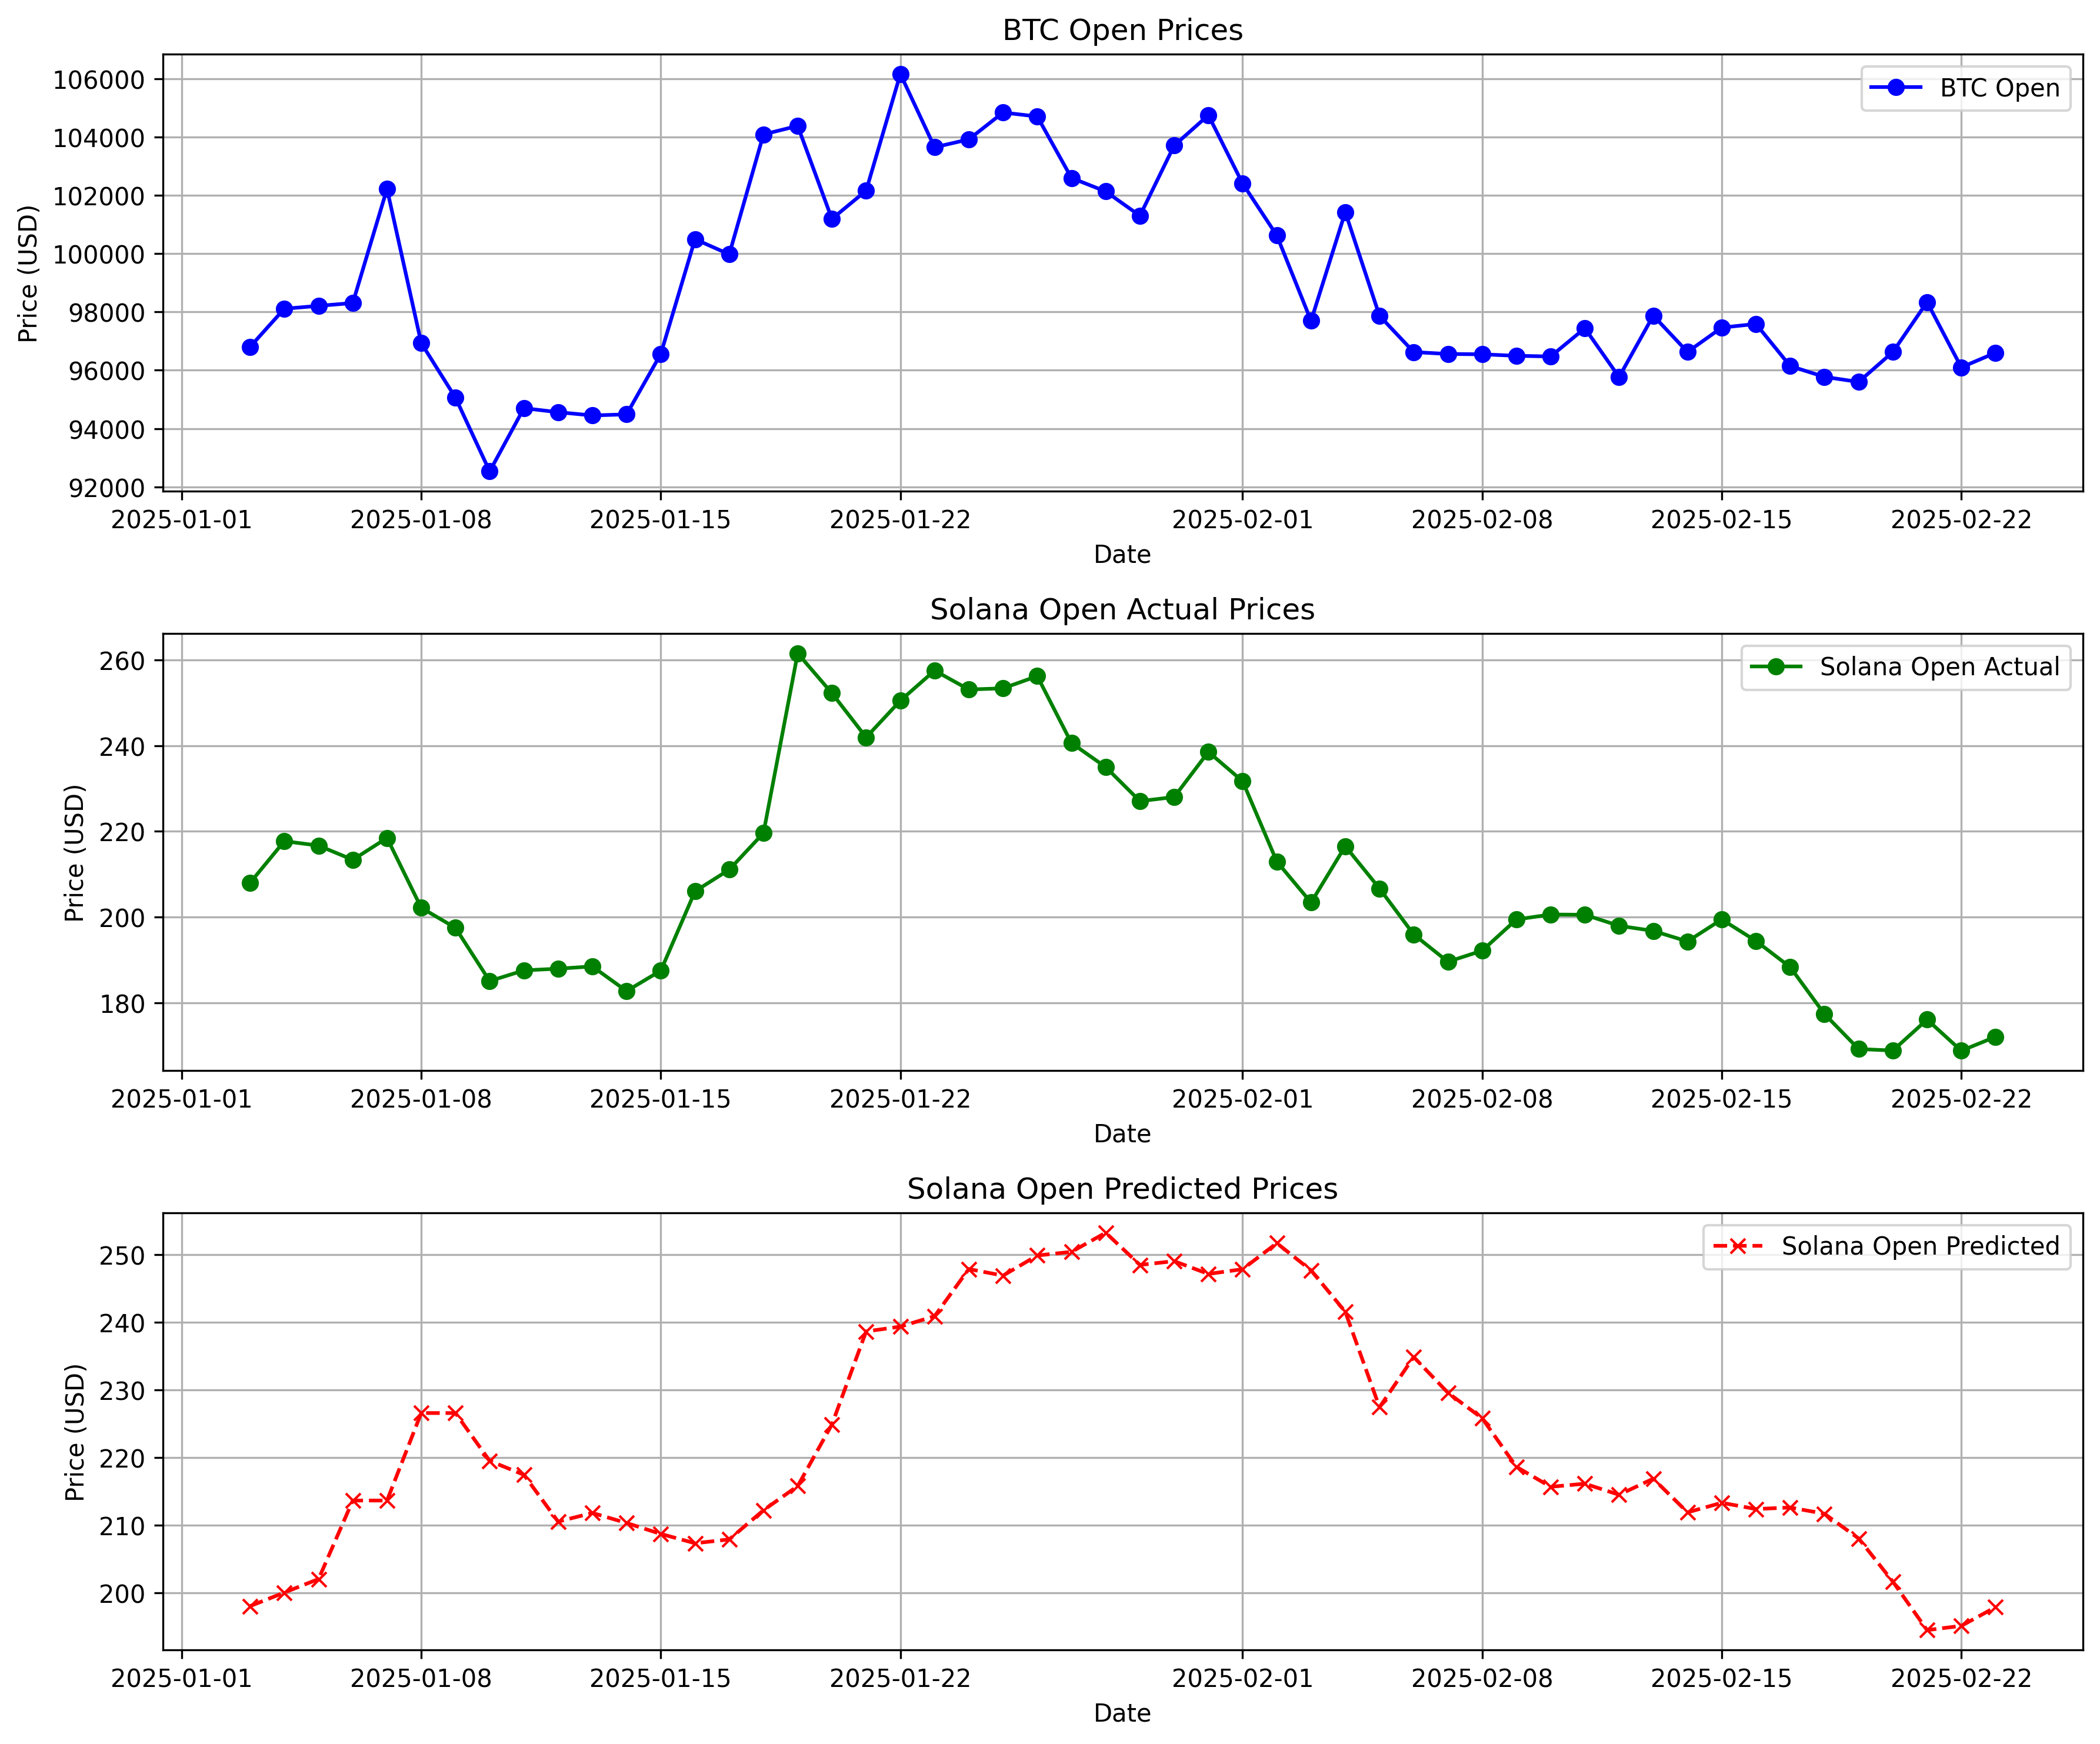 BTC Open Prices
BTC Open
106000
104000
102000
100000
98000
96000
94000
92000
Price (USD)
2025-01-01 2025-01-08 2025-01-15 2025-01-22 2025-02-01 2025-02-08 2025-02-15 2025-02-22
Date
Solana Open Actual Prices
Solana Open Actual
260
240
220
200
180
Price (USD)
2025-01-01 2025-01-08 2025-01-15 2025-01-22 2025-02-01 2025-02-08 2025-02-15 2025-02-22
Date
Solana Open Predicted Prices
Solana Open Predicted
250
240
230
220
210
200
Price (USD)
2025-01-01 2025-01-08 2025-01-15 2025-01-22 2025-02-01 2025-02-08 2025-02-15 2025-02-22
Date